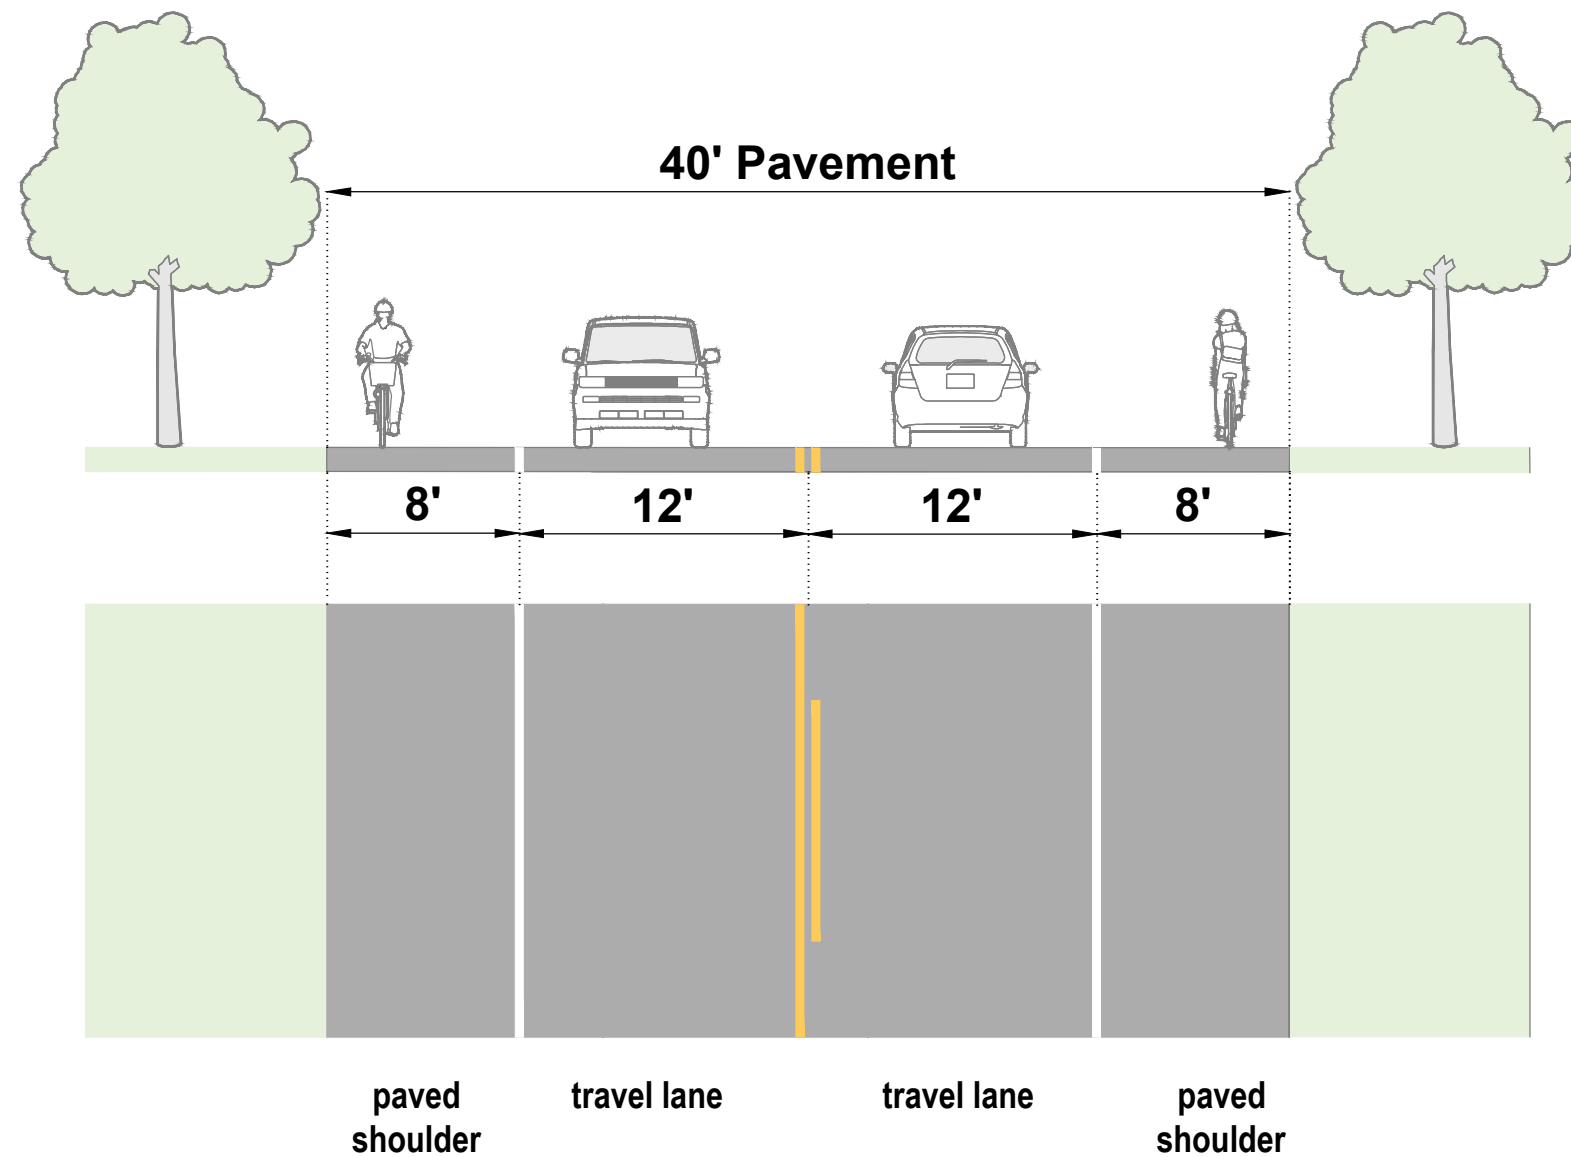 40' Pavement
8'
12'
12'
8'
paved
shoulder
travel lane
travel lane
paved
shoulder